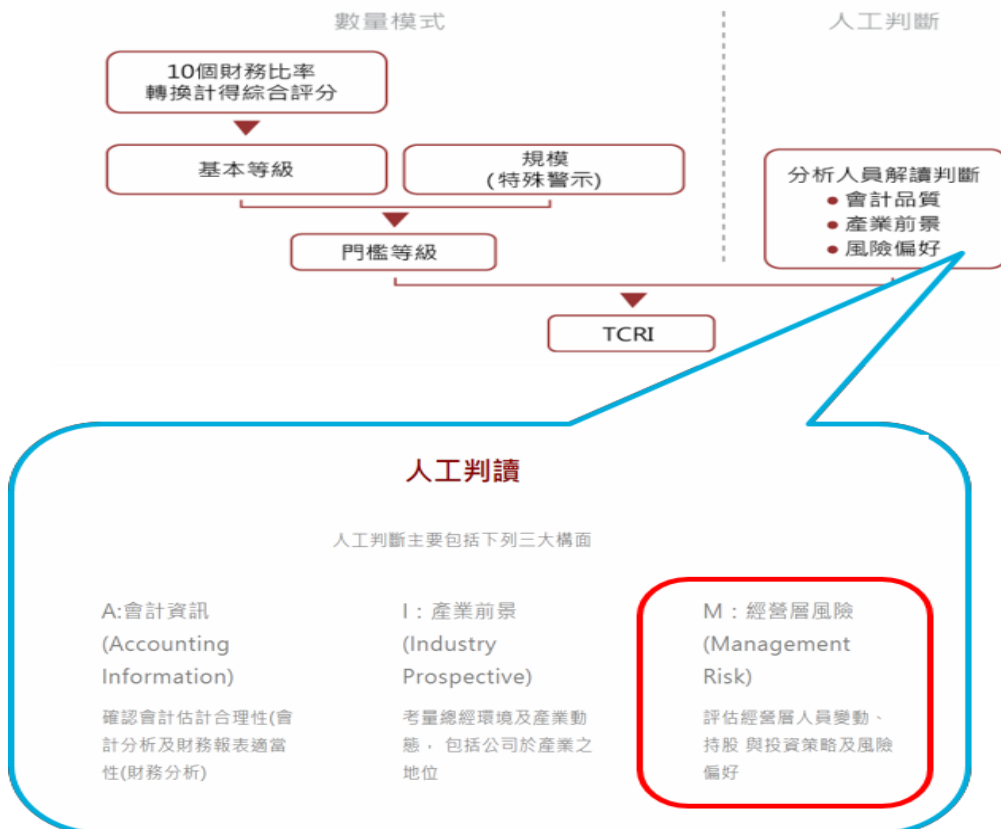 數量模式
人工判斷
10個財務比率
轉換計得綜合評分
基本等級
規模
(特殊警示)
門檻等級
分析人員解讀判斷
會計品質
產業前景
風險偏好
TCRI
人工判讀
人工判斷主要包括下列三大構面
A:會計資訊
(Accounting
Information)
確認會計估計合理性(會
計分析及財務報表適當
性(財務分析)
I：產業前景
(Industry
Prospective)
考量總經環境及產業動
態， 包括公司於產業之
地位
M：經營層風險
(Management
Risk)
評估經營層人員變動、
持股 與投資策略及風險
偏好